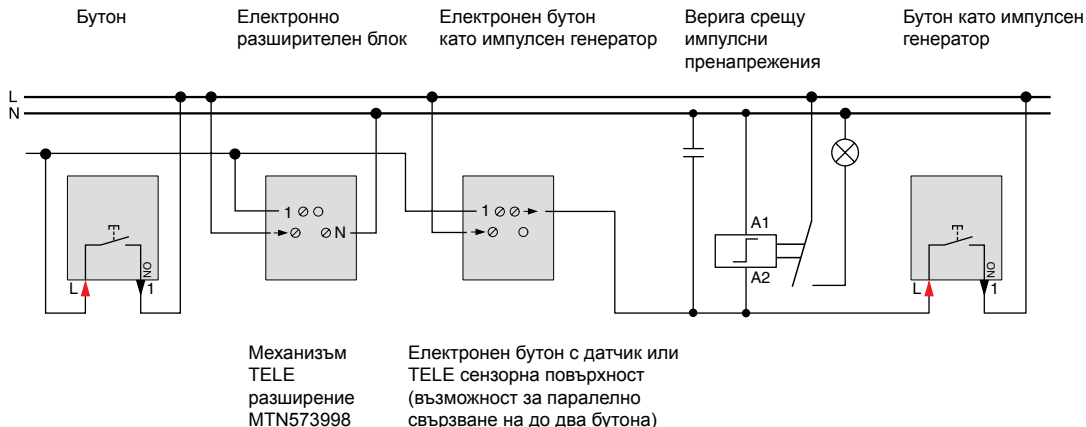 Бутон
Електронно
разширителен блок
Електронен бутон
като импулсен генератор
Верига срещу
импулсни
пренапрежения
Бутон като импулсен
генератор
L
N
L
NO
1
1
N
1
A1
A2
L
NO
1
Механизъм
TELE
разширение
MTN573998
Електронен бутон с датчик или
TELE сензорна повърхност
(възможност за паралелно
свързване на до два бутона)